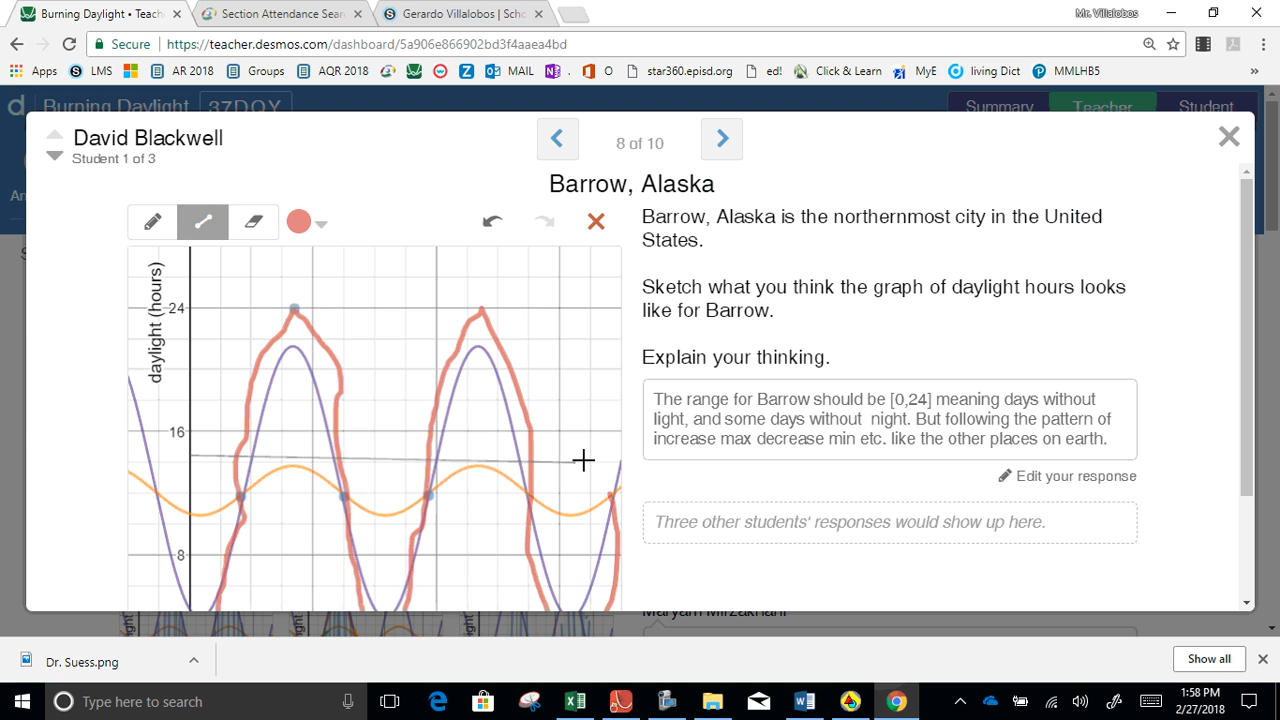 Burning Daylight • Teach
Section Attendance Sear
Gerardo Villalobos | Scho
Mr. Villalobos
Secure
https://teacher.desmos.com/dashboard/5a906e866902bd3f4aaea4bd
Apps
LMS
AR 2018
Groups
AQR 2018
MAIL
.
O
star360.episd.org
ed!
Click & Learn
MyE
living Dict
MMLHB5
»
d
Burning Daylight
37DQY
Summary
Teacher
Student
An
David Blackwell
Student 1 of 3
8 of 10
Barrow, Alaska
Barrow, Alaska is the northernmost city in the United
States.
Sketch what you think the graph of daylight hours looks
like for Barrow.
Explain your thinking.
The range for Barrow should be [0,24] meaning days without
light, and some days without  night. But following the pattern of
increase max decrease min etc. like the other places on earth.
Edit your response
Three other students' responses would show up here.
daylight (hours)
24
16
8
Maryam Mirzakhani
Dr. Suess.png
Show all
Type here to search
1:58 PM
2/27/2018